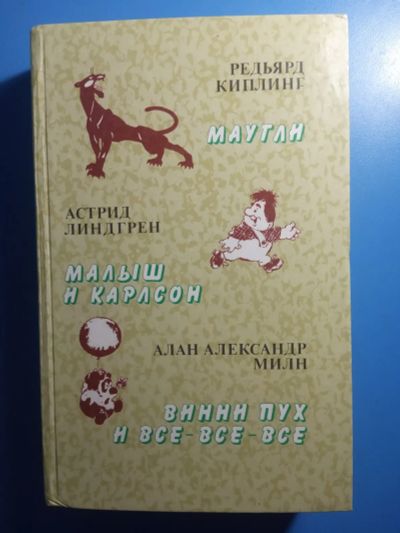 РЕДЬЯРД
КИПЛИНГ
МАУГЛИ
АСТРИД
ЛИНДГРЕН
МАЛЫШ
И КАРЛСОН
АЛАН АЛЕКСАНДР
МИЛН
ВИННИ ПУХ
И ВСЕ-ВСЕ-ВСЕ